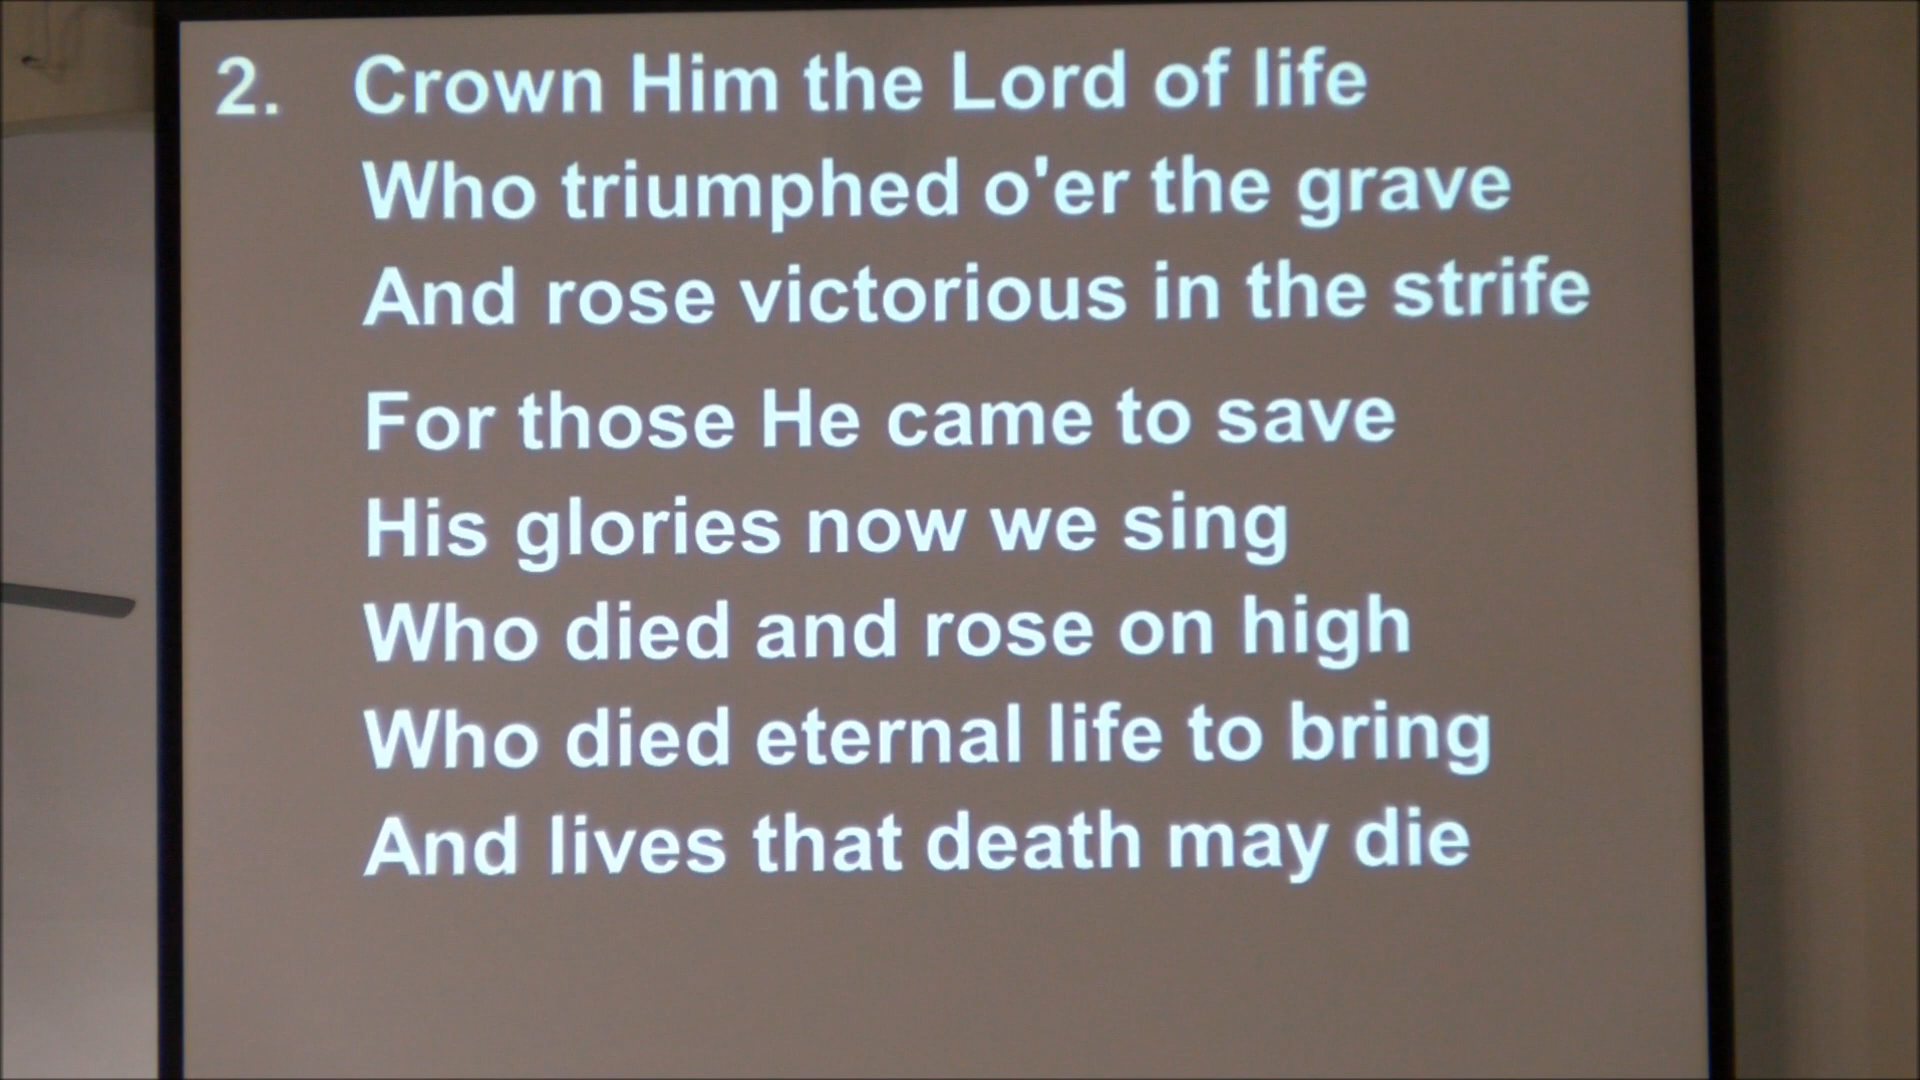 2. Crown Him the Lord of life
Who triumphed o'er the grave
And rose victorious in the strife
For those He came to save
His glories now we sing
Who died and rose on high
Who died eternal life to bring
And lives that death may die